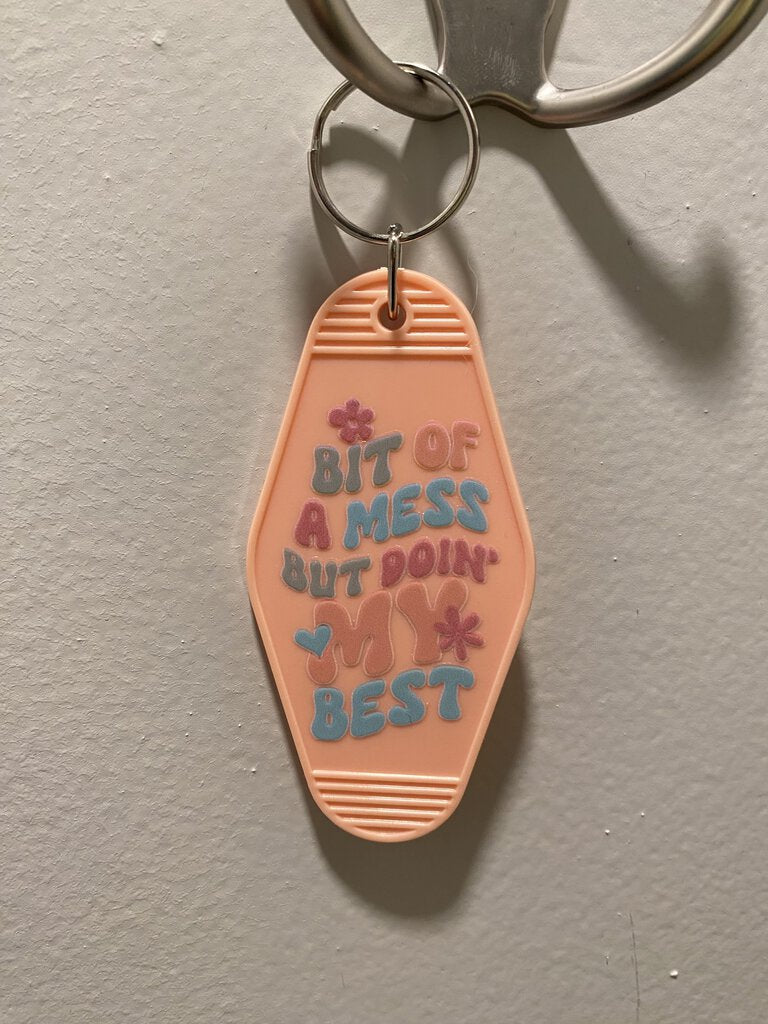 BIT OF
A MESS
BUT DOIN'
MY
BEST